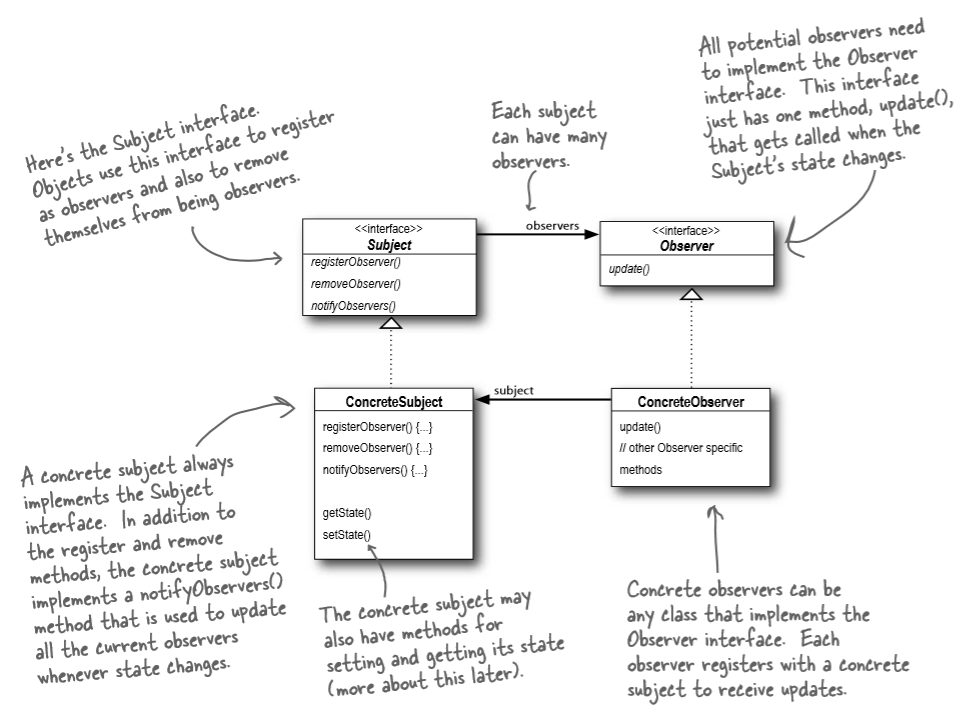 Here's the Subject interface.
Objects use this interface to register
as observers and also to remove
themselves from being observers.
Each subject
can have many
observers.
All potential observers need
to implement the Observer
interface. This interface
just has one method, update(),
that gets called when the
Subject's state changes.
<<interface>>
Subject
registerObserver()
removeObserver()
notifyObservers()
observers
<<interface>>
Observer
update()
ConcreteSubject
registerObserver() {...}
removeObserver() {...}
notifyObservers() {...}
getState()
setState()
subject
ConcreteObserver
update()
// other Observer specific
methods
A concrete subject always
implements the Subject
interface. In addition to
the register and remove
methods, the concrete subject
implements a notifyObservers()
method that is used to update
all the current observers
whenever state changes.
The concrete subject may
also have methods for
setting and getting its state
(more about this later).
Concrete observers can be
any class that implements the
Observer interface. Each
observer registers with a concrete
subject to receive updates.